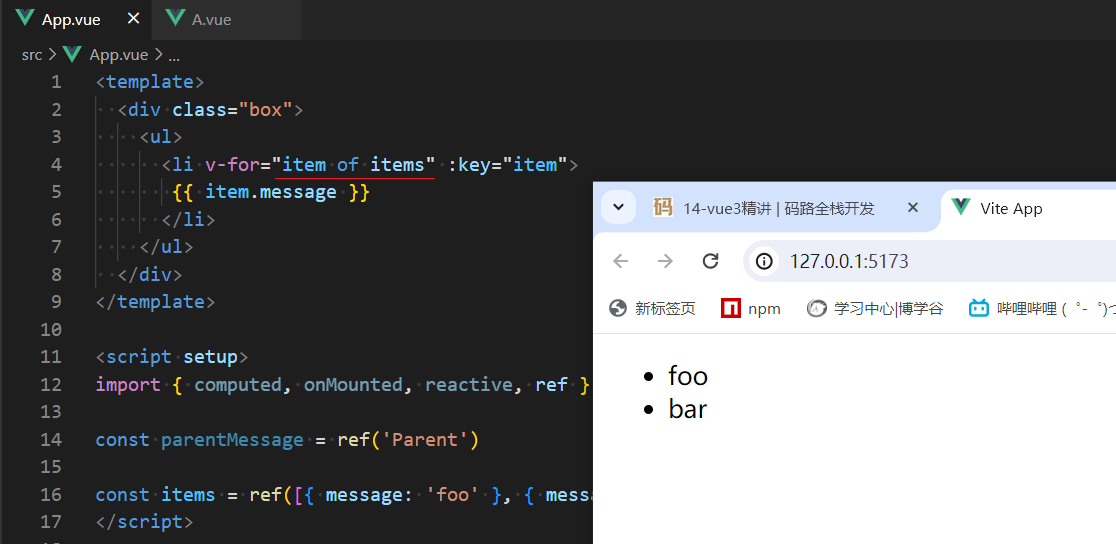 App.vue × A.vue
src > App.vue > ...
1 <template>
2 <div class="box">
3 <ul>
4 <li v-for="item of items" :key="item">
5 {{ item.message }}
6 </li>
7 </ul>
8 </div>
9 </template>
10
11 <script setup>
12 import { computed, onMounted, reactive, ref }
13
14 const parentMessage = ref('Parent')
15
16 const items = ref([{ message: 'foo' }, { messa
17 </script>
码 14-vue3精讲 | 码路全栈开发 × Vite App
127.0.0.1:5173
新标签页 npm 学习中心|博学谷 哔哩哔哩 ( ゜- ゜)つ
foo
bar